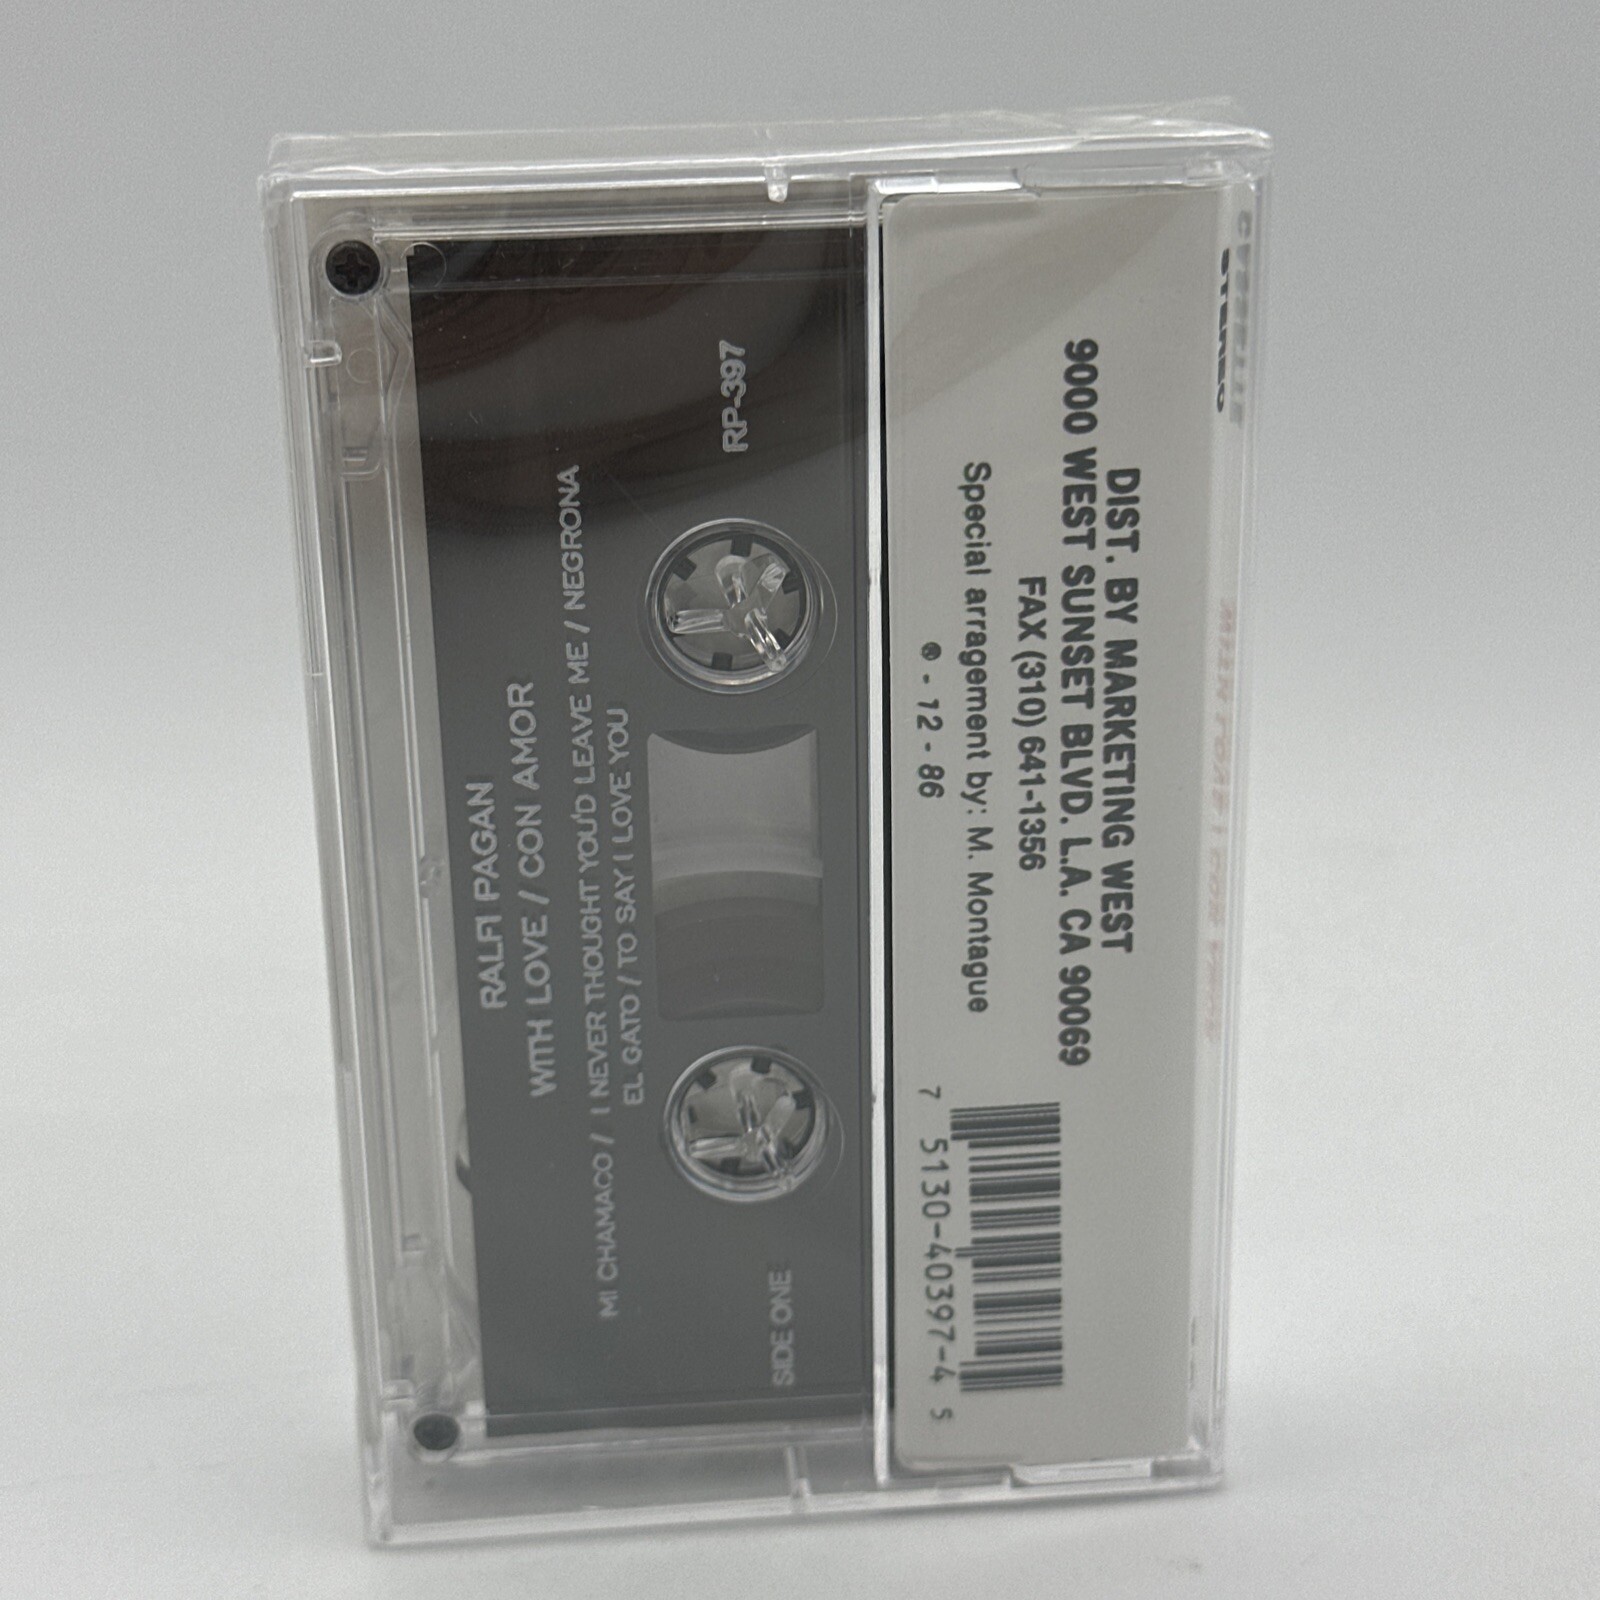 RALFI PAGAN
WITH LOVE / CON AMOR
MI CHAMACO / I NEVER THOUGHT YOU'D LEAVE ME / NEGRONA
EL GATO / TO SAY I LOVE YOU
RP-397
SIDE ONE
STEREO
DIST. BY MARKETING WEST
9000 WEST SUNSET BLVD. L.A. CA 90069
FAX (310) 641-1356
Special arragement by: M. Montague
℗ - 12 - 86
7 5130-40397-4 5